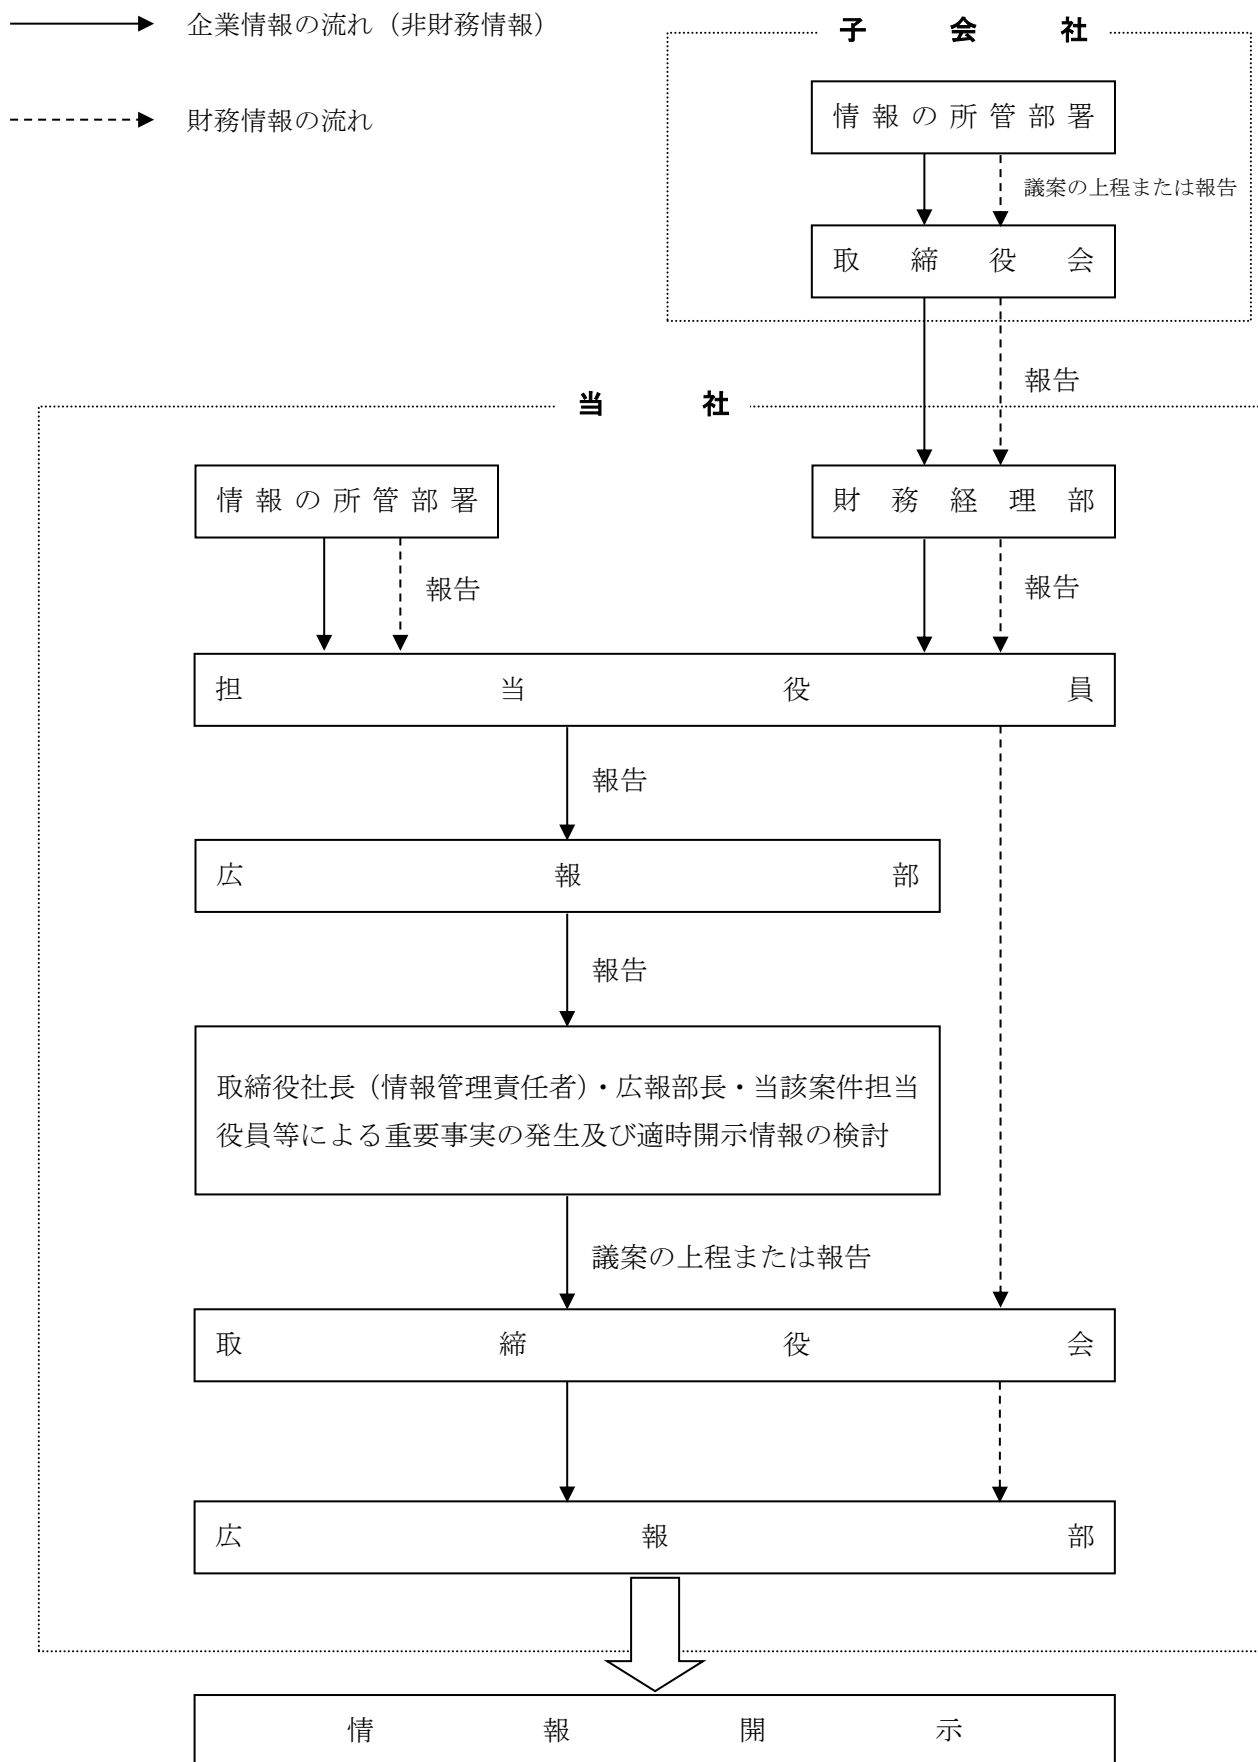 企業情報の流れ（非財務情報）
財務情報の流れ
子会社
情報の所管部署
議案の上程または報告
取締役会
報告
当社
情報の所管部署
財務経理部
報告
報告
担当役員
報告
広報部
報告
取締役社長（情報管理責任者）・広報部長・当該案件担当
役員等による重要事実の発生及び適時開示情報の検討
議案の上程または報告
取締役会
広報部
情報開示